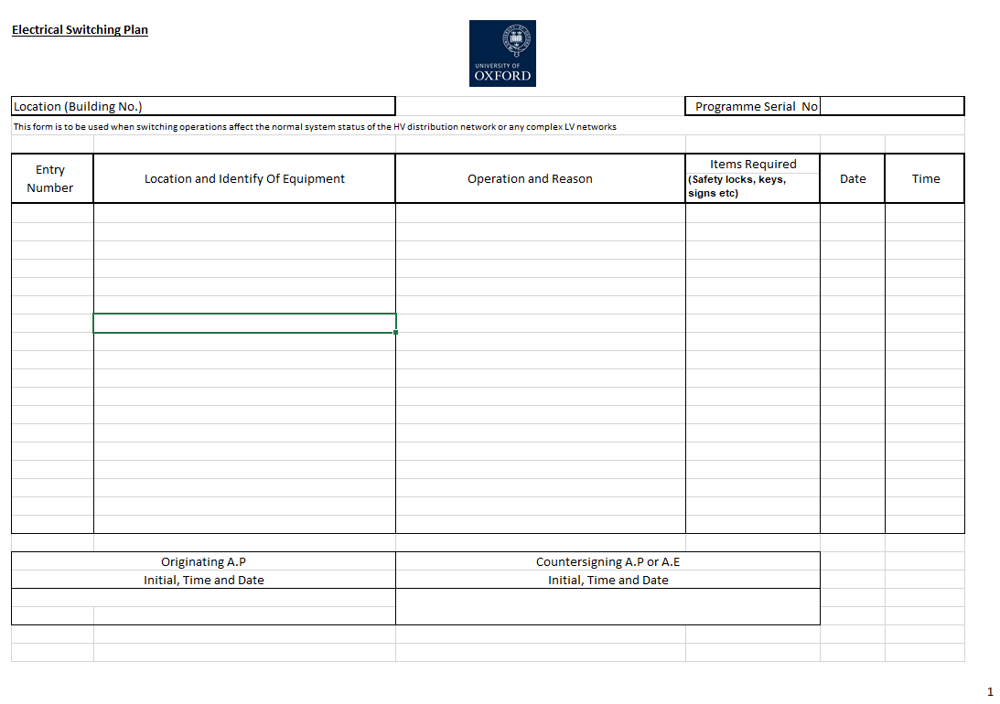 Electrical Switching Plan
UNIVERSITY OF
OXFORD
Location (Building No.)
Programme Serial No
This form is to be used when switching operations affect the normal system status of the HV distribution network or any complex LV networks
Entry
Number
Location and Identify Of Equipment
Operation and Reason
Items Required
(Safety locks, keys,
signs etc)
Date
Time
Originating A.P
Initial, Time and Date
Countersigning A.P or A.E
Initial, Time and Date
1